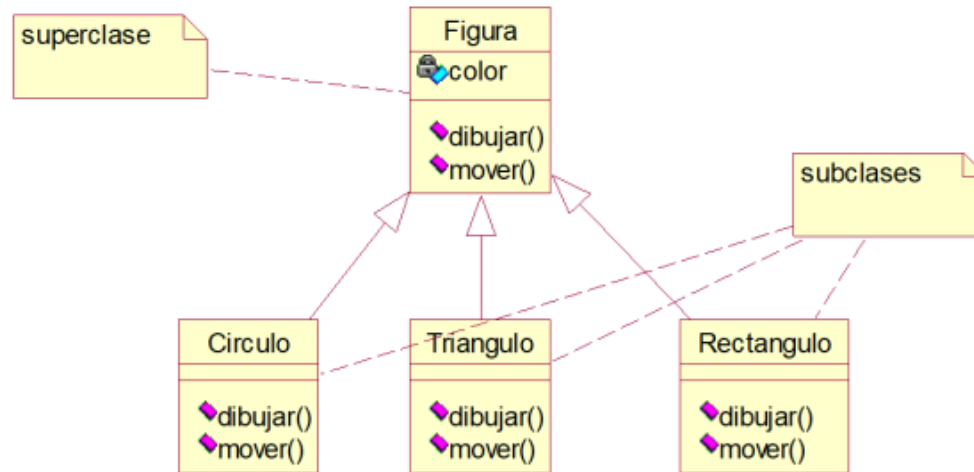 superclase
Figura
color
dibujar()
mover()
subclases
Circulo
dibujar()
mover()
Triangulo
dibujar()
mover()
Rectangulo
dibujar()
mover()